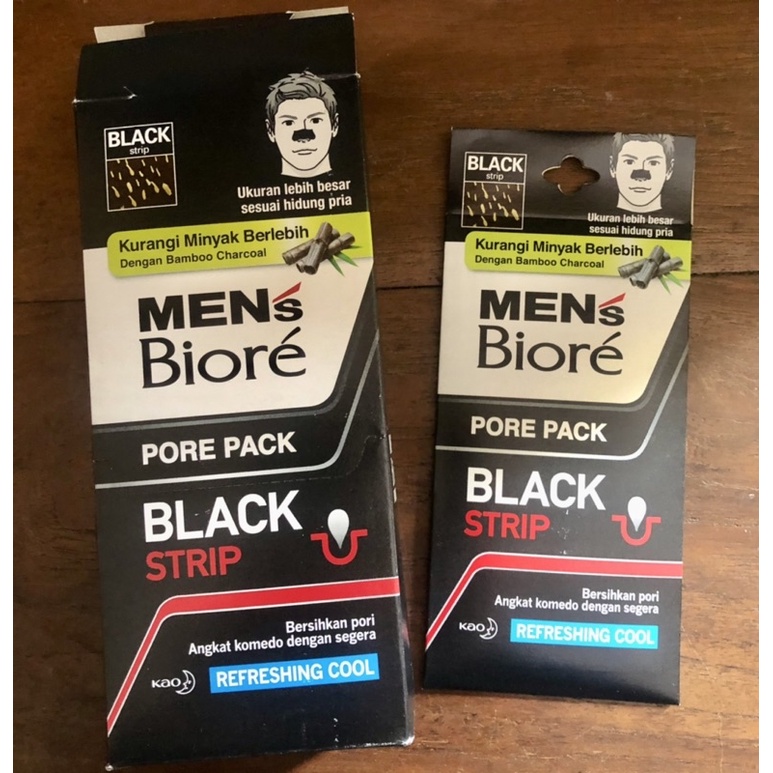 BLACK
strip
Ukuran lebih besar
sesuai hidung pria
Kurangi Minyak Berlebih
Dengan Bamboo Charcoal
MEN's
Bioré
PORE PACK
BLACK
STRIP
Bersihkan pori
Angkat komedo dengan segera
Kao
REFRESHING COOL
BLACK
strip
Ukuran lebih besar
sesuai hidung pria
Kurangi Minyak Berlebih
Dengan Bamboo Charcoal
MEN's
Bioré
PORE PACK
BLACK
STRIP
Bersihkan pori
Angkat komedo dengan segera
Kao
REFRESHING COOL